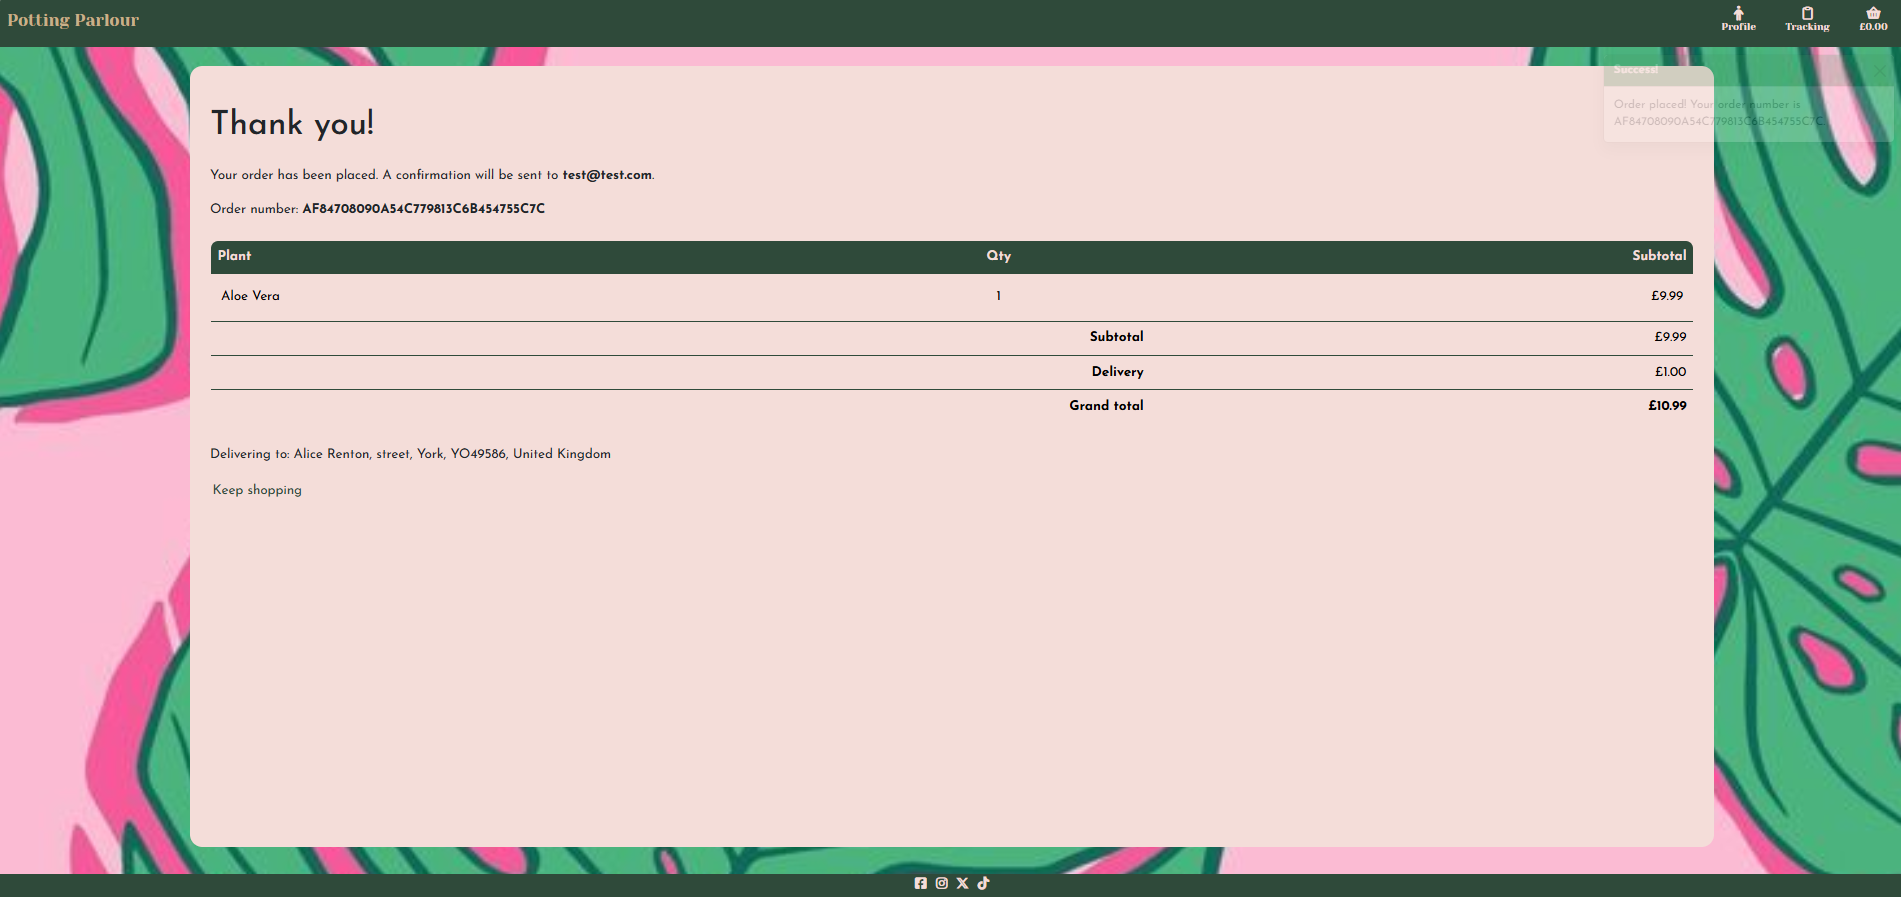 Potting Parlour
Profile Tracking £0.00
Success!
Order placed! Your order number is
AF84708090A54C779813C6B454755C7C.
Thank you!
Your order has been placed. A confirmation will be sent to test@test.com.
Order number: AF84708090A54C779813C6B454755C7C
Plant Qty Subtotal
Aloe Vera 1 £9.99
Subtotal £9.99
Delivery £1.00
Grand total £10.99
Delivering to: Alice Renton, street, York, YO49586, United Kingdom
Keep shopping